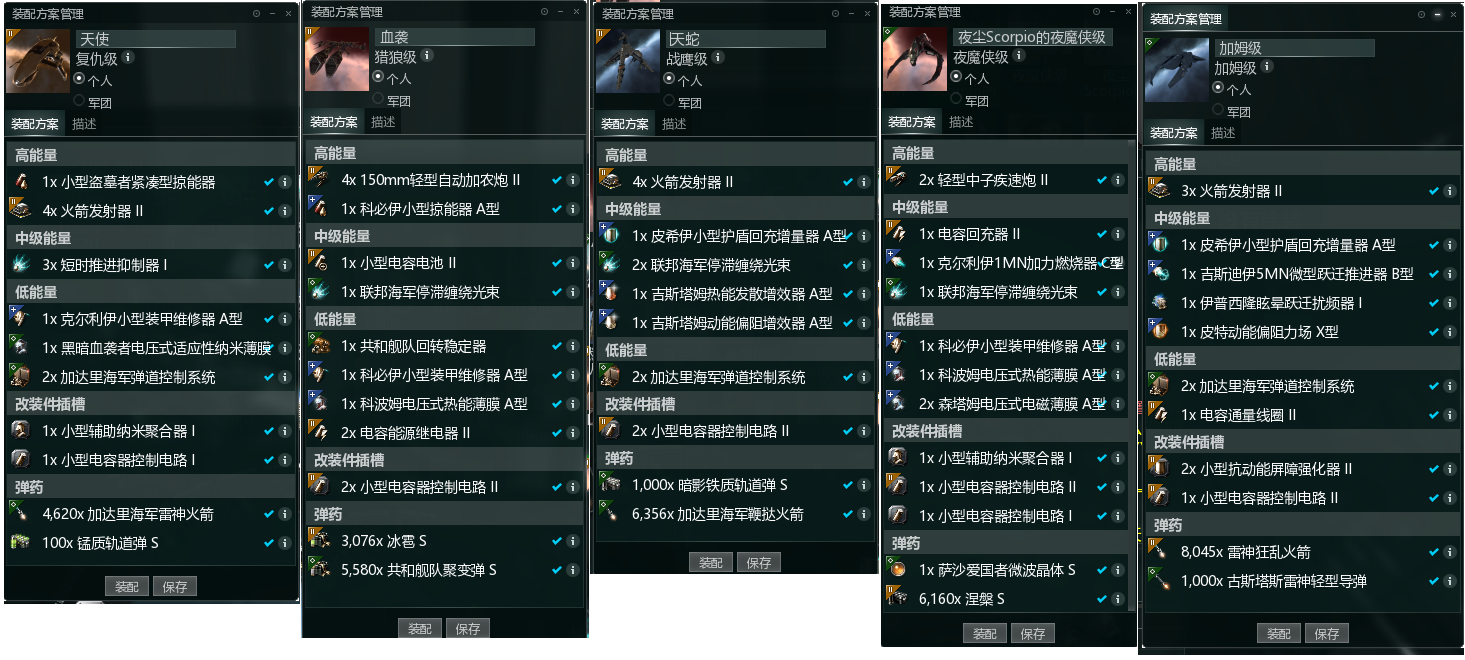 装配方案管理
天使
复仇级
个人
军团
装配方案 描述
高能量
1x 小型盗墓者紧凑型掠能器
4x 火箭发射器 II
中级能量
3x 短时推进抑制器 I
低能量
1x 克尔利伊小型装甲维修器 A型
1x 黑暗血袭者电压式适应性纳米薄膜
2x 加达里海军弹道控制系统
改装件插槽
1x 小型辅助纳米聚合器 I
1x 小型电容器控制电路 I
弹药
4,620x 加达里海军雷神火箭
100x 锰质轨道弹 S
装配 保存
装配方案管理
血袭
猎狼级
个人
军团
装配方案 描述
高能量
4x 150mm轻型自动加农炮 II
1x 科必伊小型掠能器 A型
中级能量
1x 小型电容电池 II
1x 联邦海军停滞缠绕光束
低能量
1x 共和舰队回转稳定器
1x 科必伊小型装甲维修器 A型
1x 科波姆电压式热能薄膜 A型
2x 电容能源继电器 II
改装件插槽
2x 小型电容器控制电路 II
弹药
3,076x 冰雹 S
5,580x 共和舰队聚变弹 S
装配 保存
装配方案管理
天蛇
战鹰级
个人
军团
装配方案 描述
高能量
4x 火箭发射器 II
中级能量
1x 皮希伊小型护盾回充增量器 A型
2x 联邦海军停滞缠绕光束
1x 吉斯塔姆热能发散增效器 A型
1x 吉斯塔姆动能偏阻增效器 A型
低能量
2x 加达里海军弹道控制系统
改装件插槽
2x 小型电容器控制电路 II
弹药
1,000x 暗影铁质轨道弹 S
6,356x 加达里海军鞭挞火箭
装配 保存
装配方案管理
夜尘Scorpio的夜魔侠级
夜魔侠级
个人
军团
装配方案 描述
高能量
2x 轻型中子疾速炮 II
中级能量
1x 电容回充器 II
1x 克尔利伊1MN加力燃烧器 C型
1x 联邦海军停滞缠绕光束
低能量
1x 科必伊小型装甲维修器 A型
1x 科波姆电压式热能薄膜 A型
2x 森塔姆电压式电磁薄膜 A型
改装件插槽
1x 小型辅助纳米聚合器 I
1x 小型电容器控制电路 II
1x 小型电容器控制电路 I
弹药
1x 萨沙爱国者微波晶体 S
6,160x 涅槃 S
装配 保存
装配方案管理
加姆级
加姆级
个人
军团
装配方案 描述
高能量
3x 火箭发射器 II
中级能量
1x 皮希伊小型护盾回充增量器 A型
1x 吉斯迪伊5MN微型跃迁推进器 B型
1x 伊普西隆眩晕跃迁扰频器 I
1x 皮特动能偏阻力场 X型
低能量
2x 加达里海军弹道控制系统
1x 电容通量线圈 II
改装件插槽
2x 小型抗动能屏障强化器 II
1x 小型电容器控制电路 II
弹药
8,045x 雷神狂乱火箭
1,000x 古斯塔斯雷神轻型导弹
装配 保存